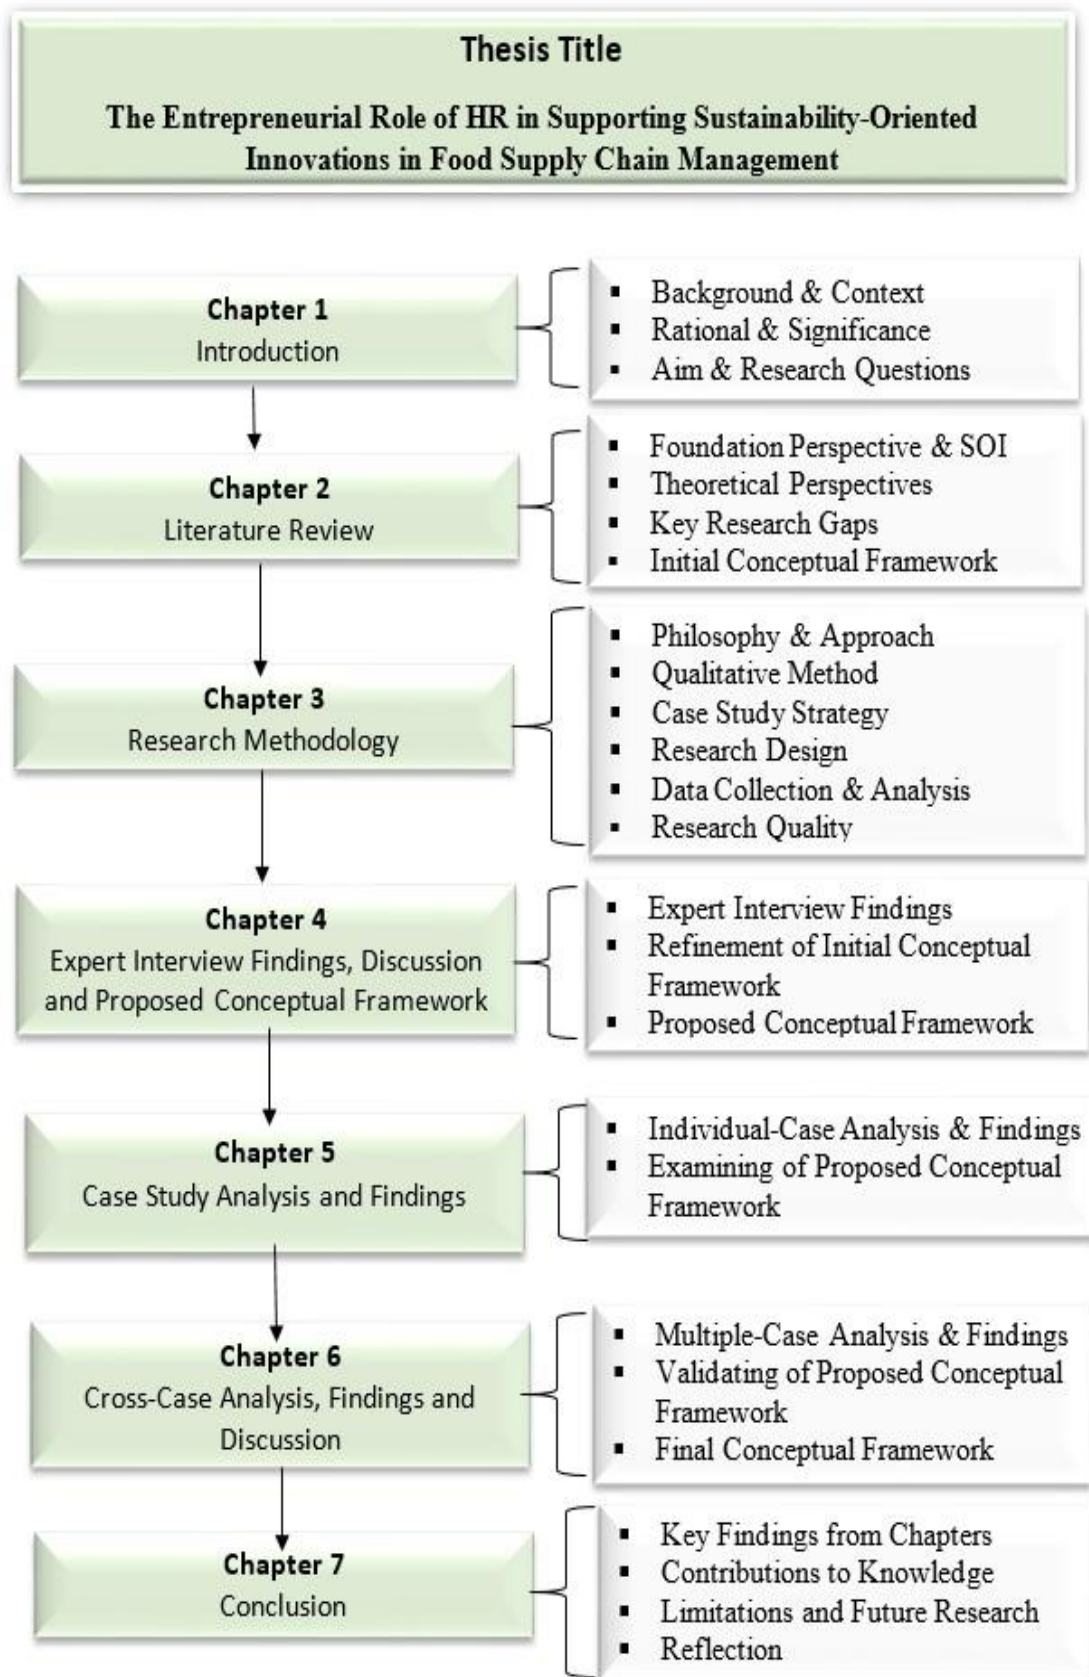 Thesis Title
The Entrepreneurial Role of HR in Supporting Sustainability-Oriented
Innovations in Food Supply Chain Management
Chapter 1
Introduction
▪ Background & Context
▪ Rational & Significance
▪ Aim & Research Questions
Chapter 2
Literature Review
▪ Foundation Perspective & SOI
▪ Theoretical Perspectives
▪ Key Research Gaps
▪ Initial Conceptual Framework
Chapter 3
Research Methodology
▪ Philosophy & Approach
▪ Qualitative Method
▪ Case Study Strategy
▪ Research Design
▪ Data Collection & Analysis
▪ Research Quality
Chapter 4
Expert Interview Findings, Discussion
and Proposed Conceptual Framework
▪ Expert Interview Findings
▪ Refinement of Initial Conceptual
Framework
▪ Proposed Conceptual Framework
Chapter 5
Case Study Analysis and Findings
▪ Individual-Case Analysis & Findings
▪ Examining of Proposed Conceptual
Framework
Chapter 6
Cross-Case Analysis, Findings and
Discussion
▪ Multiple-Case Analysis & Findings
▪ Validating of Proposed Conceptual
Framework
▪ Final Conceptual Framework
Chapter 7
Conclusion
▪ Key Findings from Chapters
▪ Contributions to Knowledge
▪ Limitations and Future Research
▪ Reflection